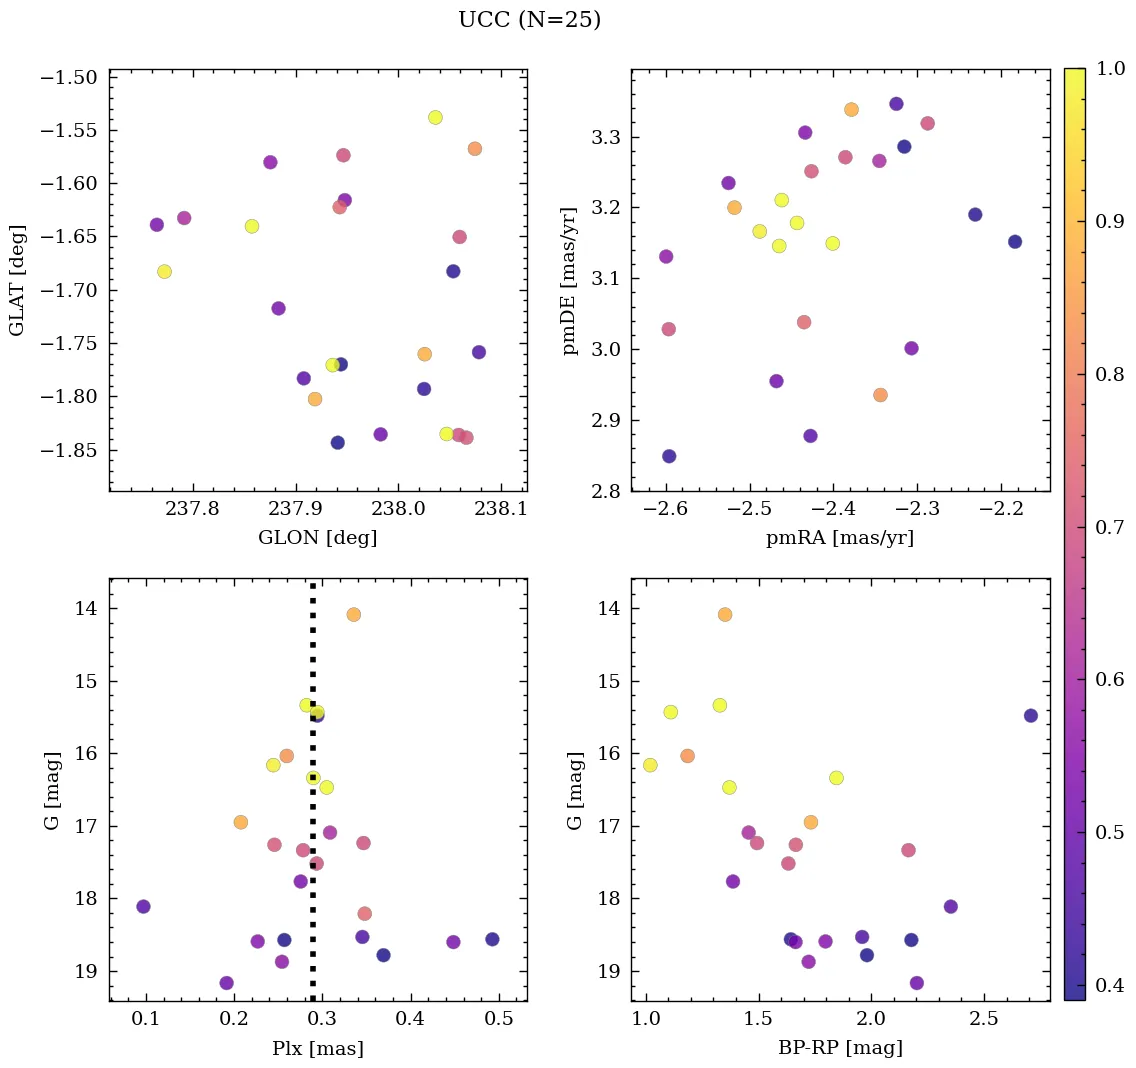 UCC (N=25)
−1.50
−1.55
−1.60
−1.65
−1.70
−1.75
−1.80
−1.85
GLAT [deg]
237.8 237.9 238.0 238.1
GLON [deg]
3.3
3.2
3.1
3.0
2.9
2.8
pmDE [mas/yr]
−2.6 −2.5 −2.4 −2.3 −2.2
pmRA [mas/yr]
1.0
0.9
0.8
0.7
0.6
0.5
0.4
14
15
16
17
18
19
G [mag]
0.1 0.2 0.3 0.4 0.5
Plx [mas]
14
15
16
17
18
19
G [mag]
1.0 1.5 2.0 2.5
BP-RP [mag]